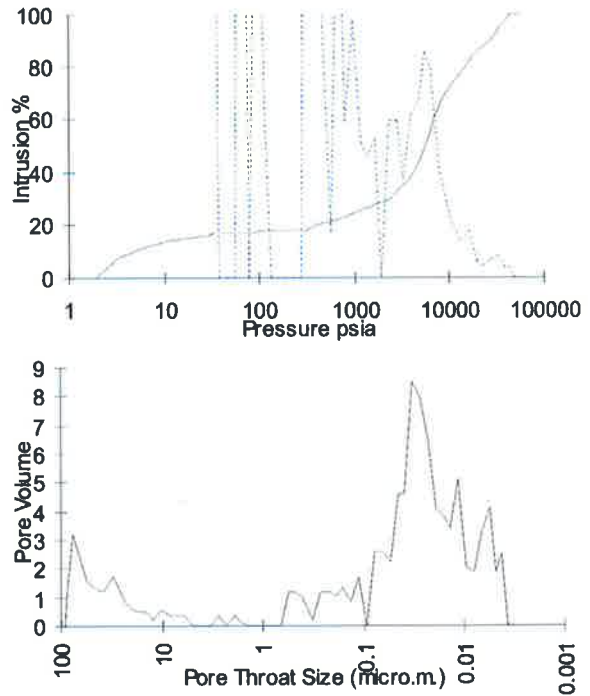 100
80
60
40
20
0
Intrusion %
1 10 100 1000 10000 100000
Pressure psia
9
8
7
6
5
4
3
2
1
0
Pore Volume
100 10 1 0.1 0.01 0.001
Pore Throat Size (micro.m.)